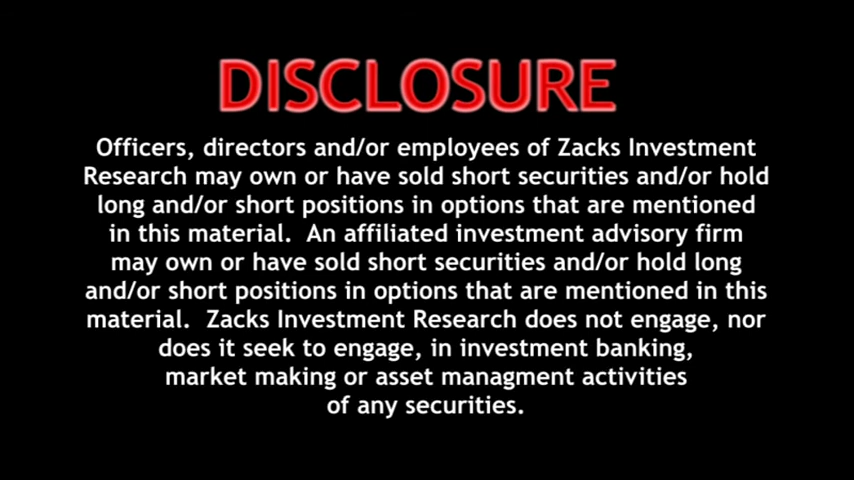 DISCLOSURE
Officers, directors and/or employees of Zacks Investment
Research may own or have sold short securities and/or hold
long and/or short positions in options that are mentioned
in this material.  An affiliated investment advisory firm
may own or have sold short securities and/or hold long
and/or short positions in options that are mentioned in this
material.  Zacks Investment Research does not engage, nor
does it seek to engage, in investment banking,
market making or asset managment activities
of any securities.